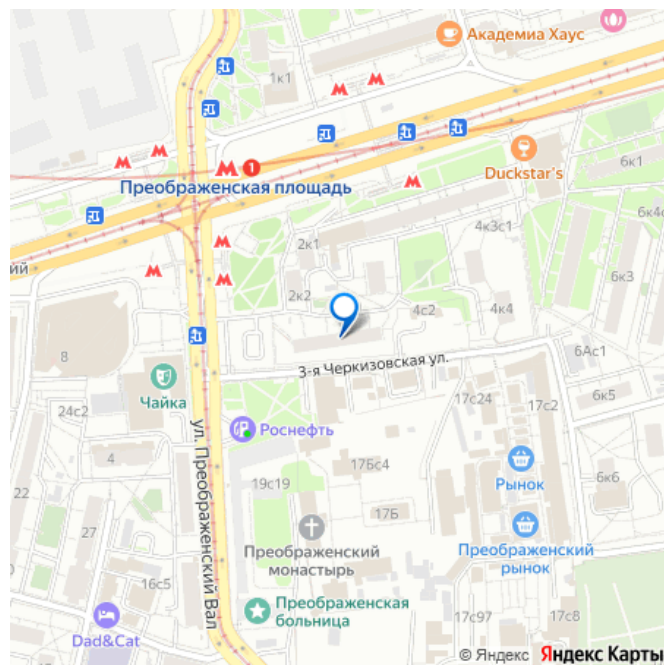 Академиа Хаус
1к1
1
Преображенская площадь
Duckstar's
6к1
4к3с1
6к4с
2к1
ий
6к3
2к2
4с2
4к4
8
3-я Черкизовская ул.
6Ас1
Чайка
17с24
17с2
6к5
24с2
Роснефть
ул. Преображенский Вал
4
17Бс4
6к6
19с19
Рынок
22
17Б
27
Преображенский
монастырь
Преображенский
рынок
16с5
Преображенская
больница
17с97
17с8
Dad&Cat
© Яндекс Яндекс Карты